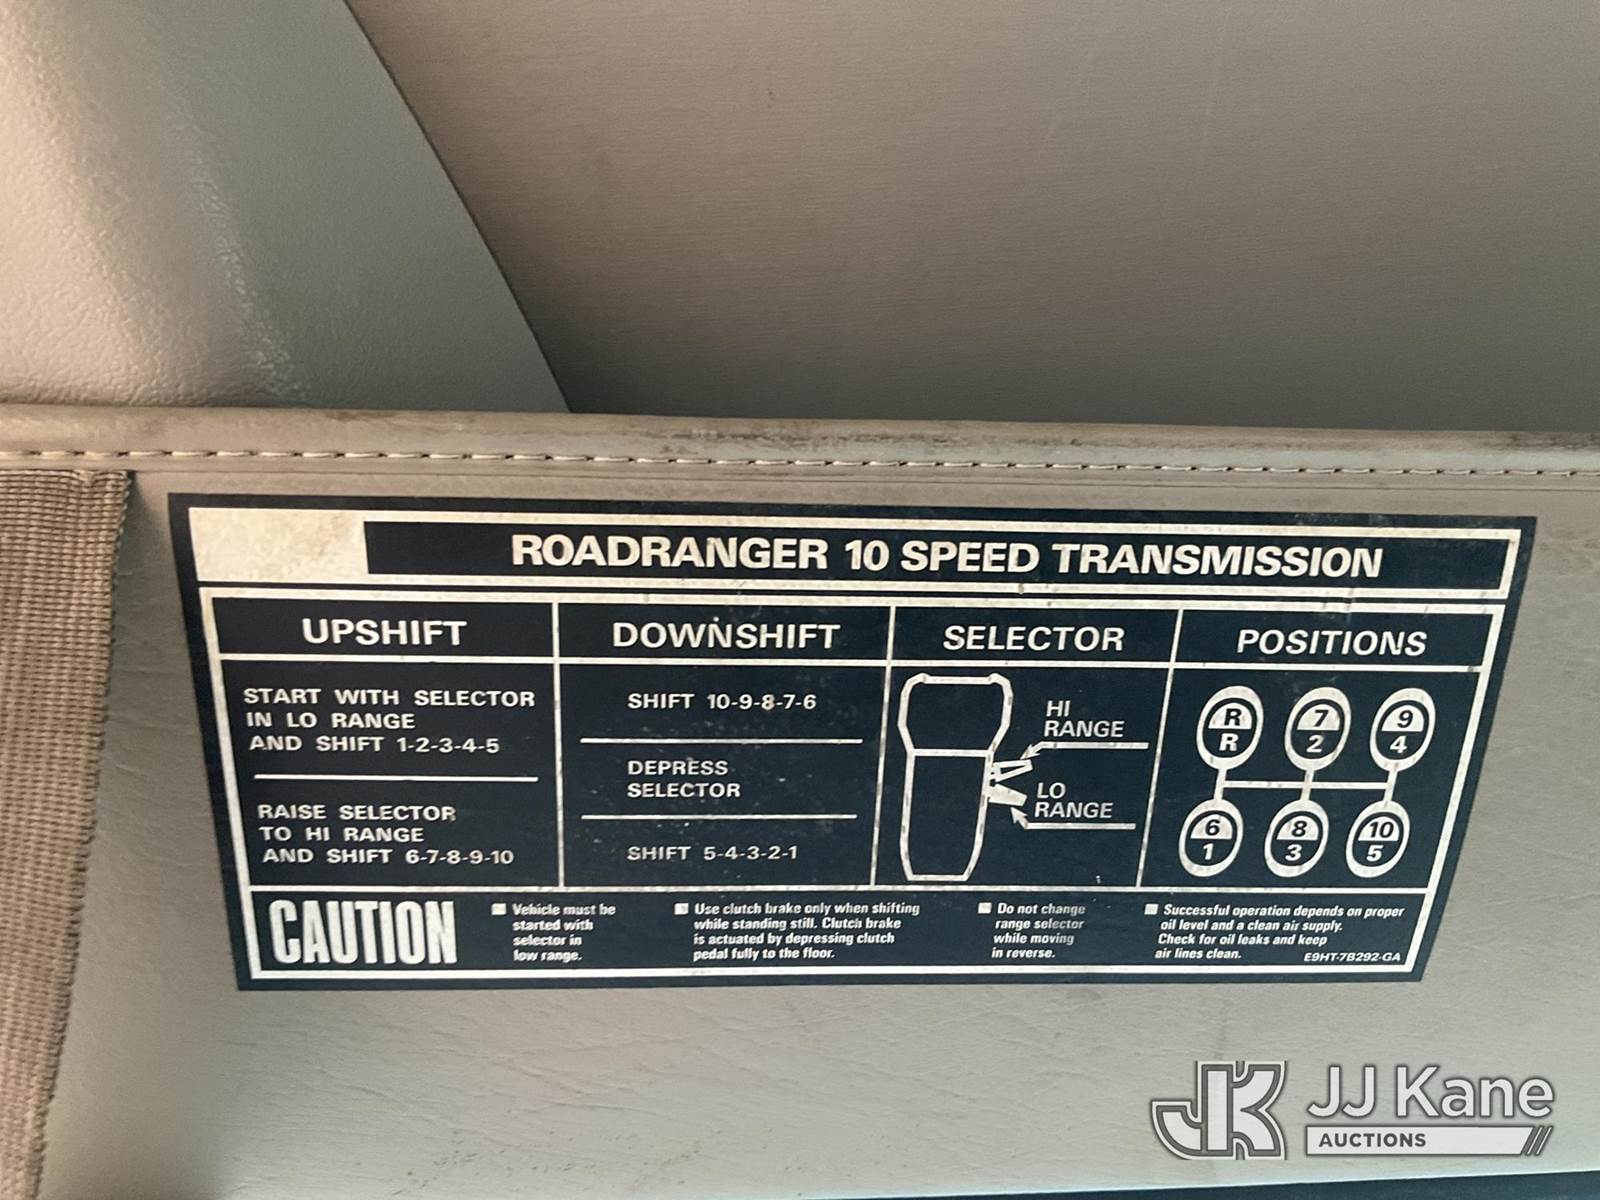 ROADRANGER 10 SPEED TRANSMISSION
UPSHIFT
START WITH SELECTOR
IN LO RANGE
AND SHIFT 1-2-3-4-5
RAISE SELECTOR
TO HI RANGE
AND SHIFT 6-7-8-9-10
DOWNSHIFT
SHIFT 10-9-8-7-6
DEPRESS
SELECTOR
SHIFT 5-4-3-2-1
SELECTOR
HI
RANGE
LO
RANGE
POSITIONS
R 7 9
R 2 4
6 8 10
1 3 5
CAUTION
Vehicle must be
started with
selector in
low range.
Use clutch brake only when shifting
while standing still. Clutch brake
is actuated by depressing clutch
pedal fully to the floor.
Do not change
range selector
while moving
in reverse.
Successful operation depends on proper
oil level and a clean air supply.
Check for oil leaks and keep
air lines clean.
E9HT-7B292-GA
JK JJ Kane
AUCTIONS